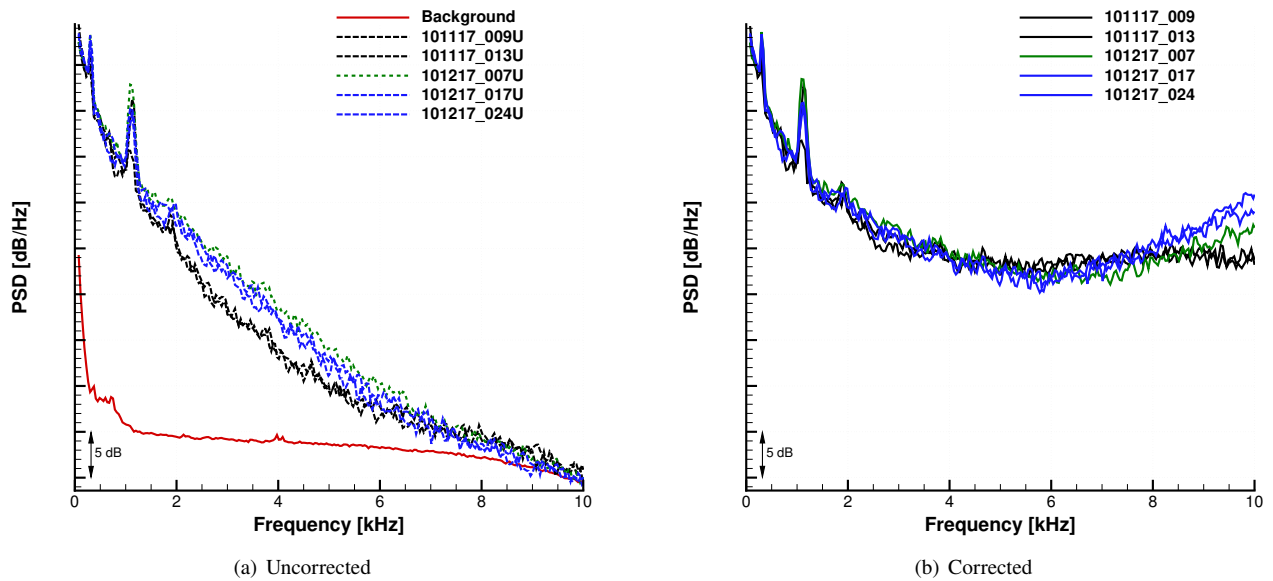 Background
101117_009U
101117_013U
101217_007U
101217_017U
101217_024U
PSD [dB/Hz]
5 dB
0 2 4 6 8 10
Frequency [kHz]
(a) Uncorrected
101117_009
101117_013
101217_007
101217_017
101217_024
PSD [dB/Hz]
5 dB
0 2 4 6 8 10
Frequency [kHz]
(b) Corrected